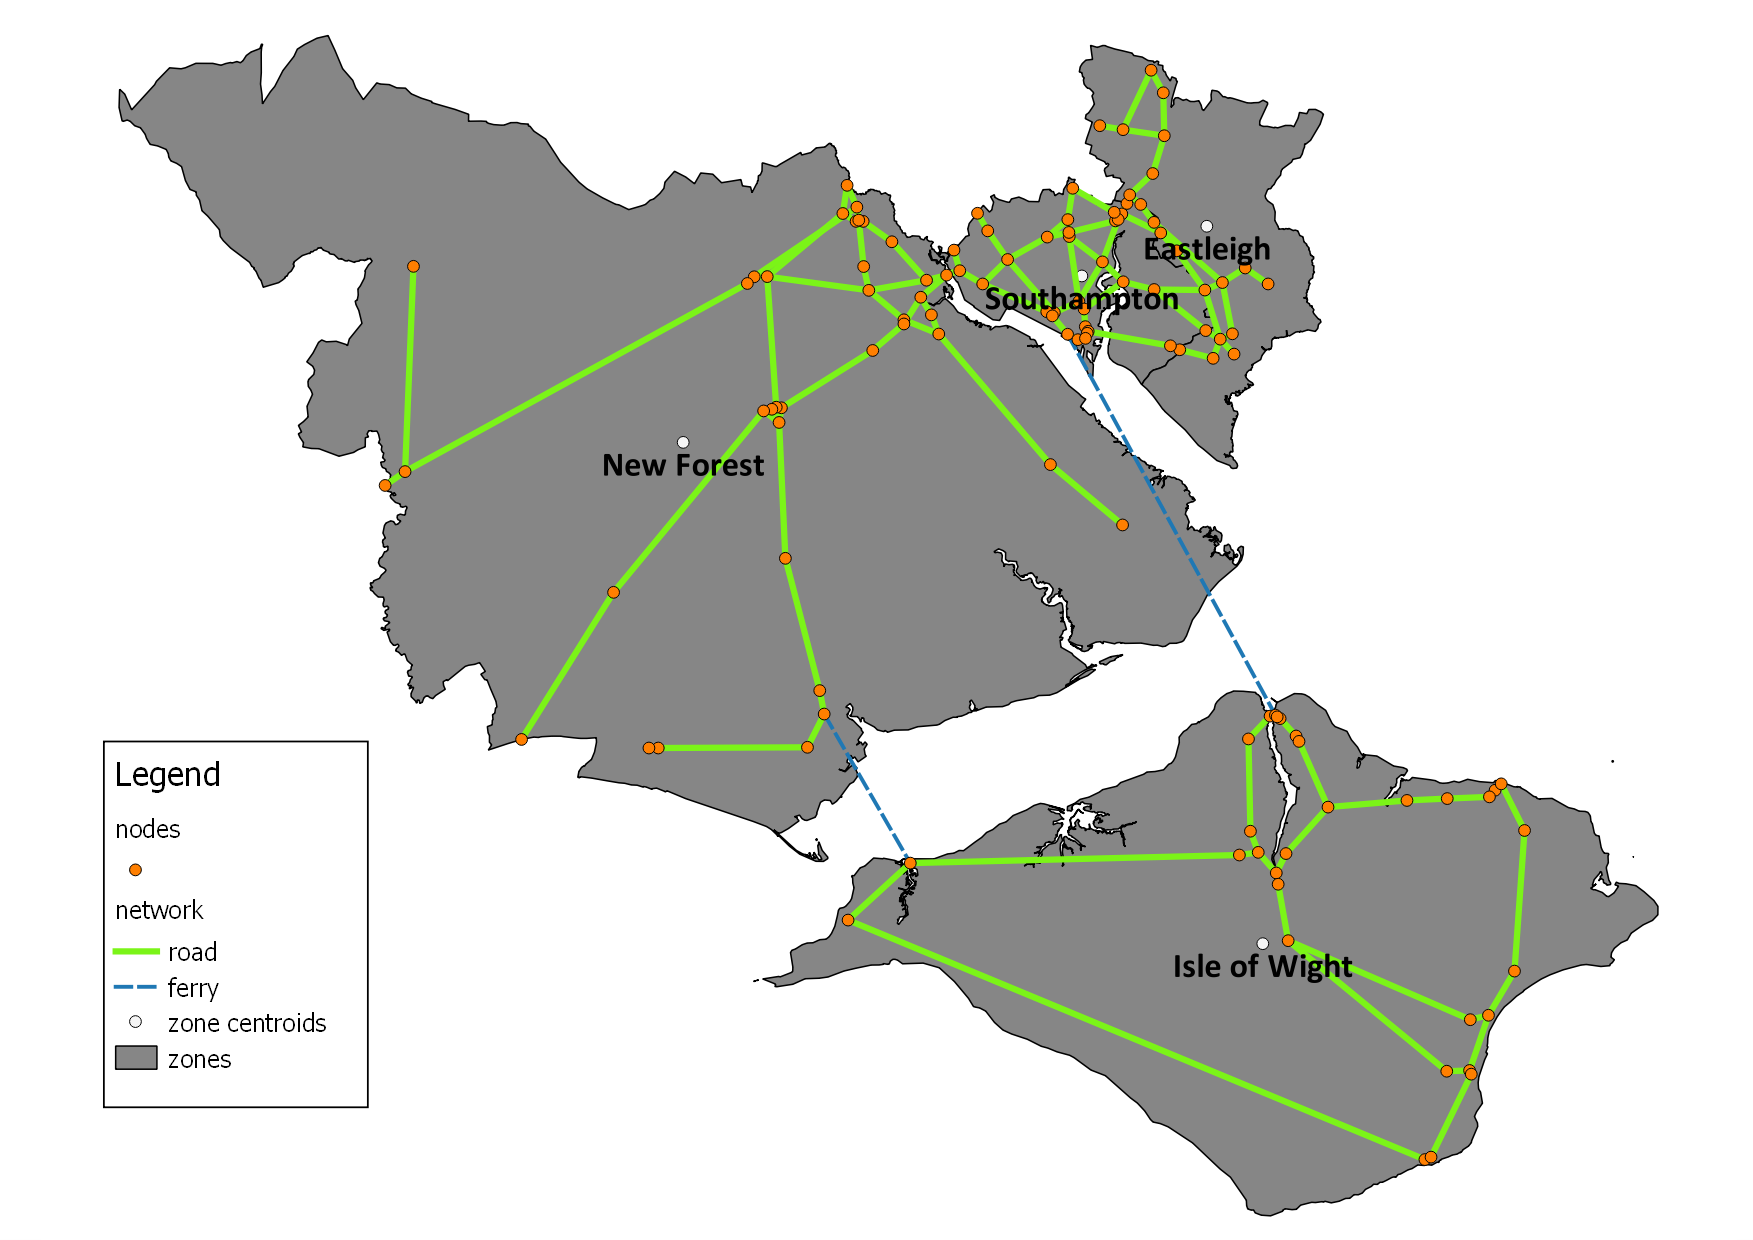 Eastleigh
Southampton
New Forest
Isle of Wight
Legend
nodes
network
road
ferry
zone centroids
zones